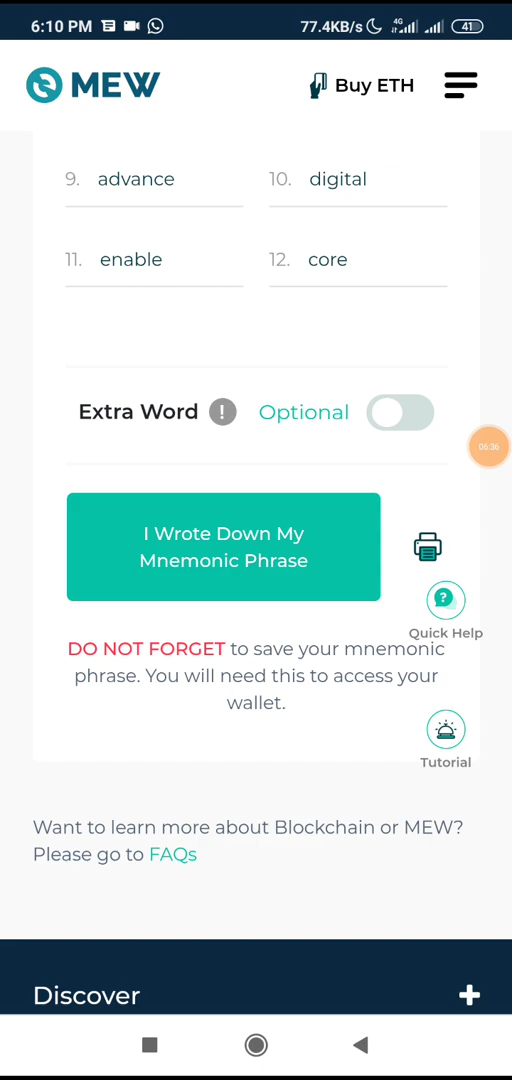 6:10 PM 77.4KB/s 4G 41
MEW Buy ETH
9. advance 10. digital
11. enable 12. core
Extra Word ! Optional
06:36
I Wrote Down My
Mnemonic Phrase
?
Quick Help
DO NOT FORGET to save your mnemonic
phrase. You will need this to access your
wallet.
Tutorial
Want to learn more about Blockchain or MEW?
Please go to FAQs
Discover +